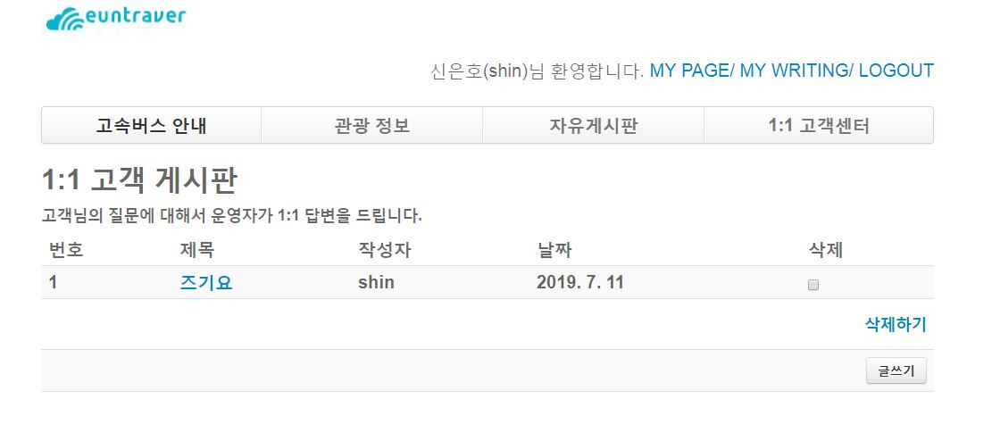 euntraver
신은호(shin)님 환영합니다. MY PAGE/ MY WRITING/ LOGOUT
고속버스 안내 관광 정보 자유게시판 1:1 고객센터
1:1 고객 게시판
고객님의 질문에 대해서 운영자가 1:1 답변을 드립니다.
번호 제목 작성자 날짜 삭제
1 즈기요 shin 2019. 7. 11
삭제하기
글쓰기